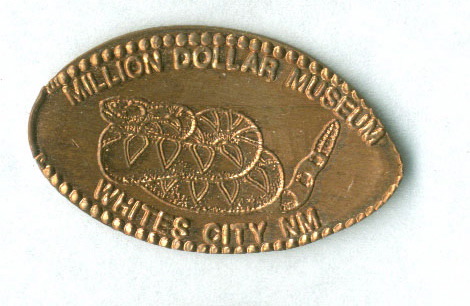 MILLION DOLLAR MUSEUM
WHITES CITY NM